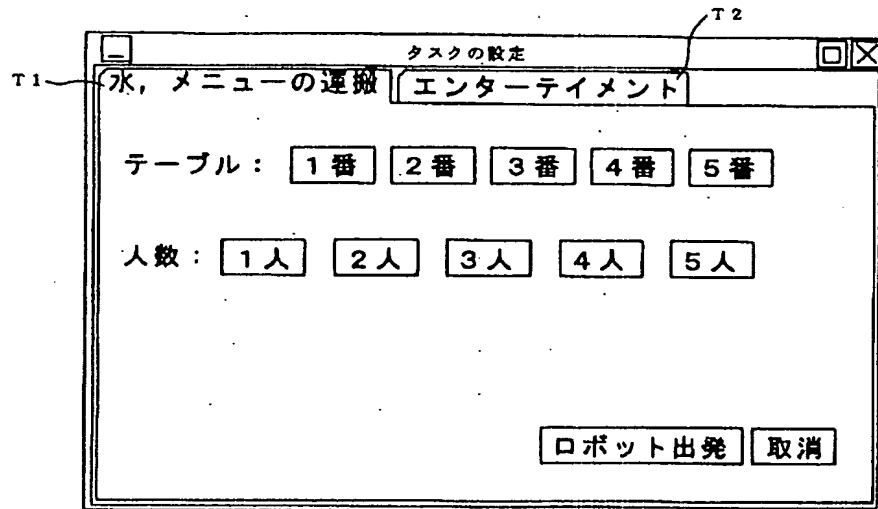 T2
タスクの設定
T1
水，メニューの運搬 エンターテイメント
テーブル： 1番 2番 3番 4番 5番
人数： 1人 2人 3人 4人 5人
ロボット出発 取消